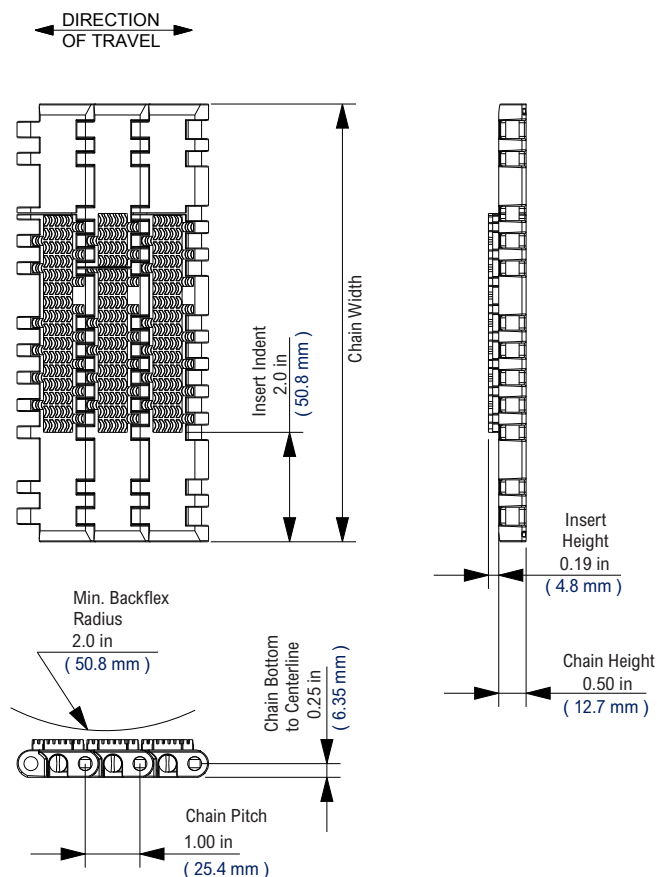 DIRECTION
OF TRAVEL
Chain Width
Insert Indent
2.0 in
( 50.8 mm )
Insert
Height
0.19 in
( 4.8 mm )
Min. Backflex
Radius
2.0 in
( 50.8 mm )
Chain Bottom
to Centerline
0.25 in
( 6.35 mm )
Chain Height
0.50 in
( 12.7 mm )
Chain Pitch
1.00 in
( 25.4 mm )